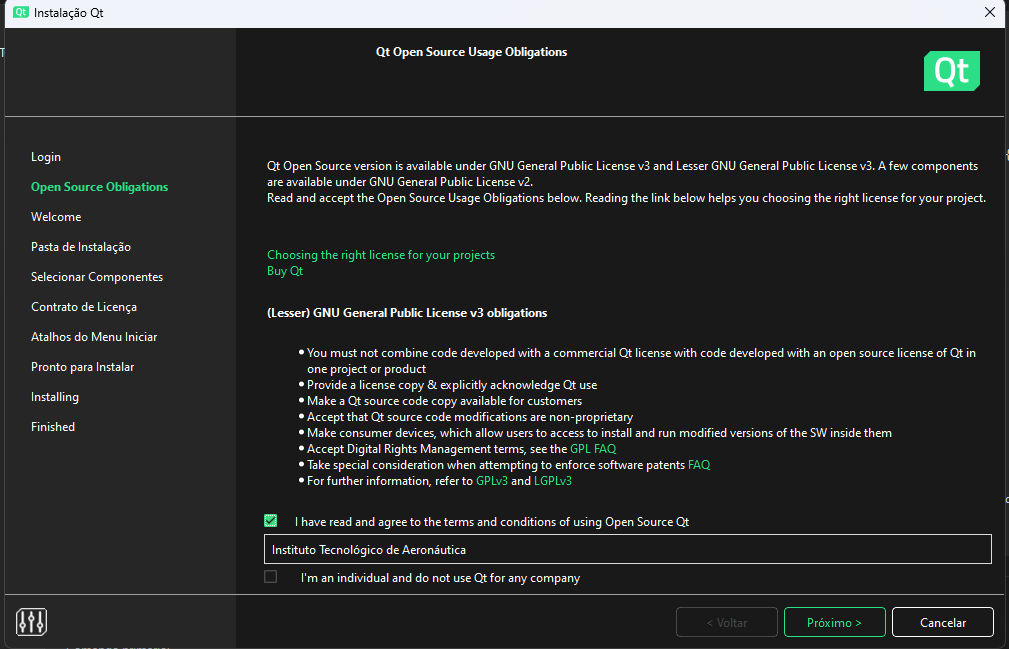 Qt Instalação Qt
Qt Open Source Usage Obligations
Qt
Login
Open Source Obligations
Welcome
Pasta de Instalação
Selecionar Componentes
Contrato de Licença
Atalhos do Menu Iniciar
Pronto para Instalar
Installing
Finished
Qt Open Source version is available under GNU General Public License v3 and Lesser GNU General Public License v3. A few components
are available under GNU General Public License v2.
Read and accept the Open Source Usage Obligations below. Reading the link below helps you choosing the right license for your project.
Choosing the right license for your projects
Buy Qt
(Lesser) GNU General Public License v3 obligations
• You must not combine code developed with a commercial Qt license with code developed with an open source license of Qt in
one project or product
• Provide a license copy & explicitly acknowledge Qt use
• Make a Qt source code copy available for customers
• Accept that Qt source code modifications are non-proprietary
• Make consumer devices, which allow users to access to install and run modified versions of the SW inside them
• Accept Digital Rights Management terms, see the GPL FAQ
• Take special consideration when attempting to enforce software patents FAQ
• For further information, refer to GPLv3 and LGPLv3
I have read and agree to the terms and conditions of using Open Source Qt
Instituto Tecnológico de Aeronáutica
I'm an individual and do not use Qt for any company
< Voltar
Próximo >
Cancelar